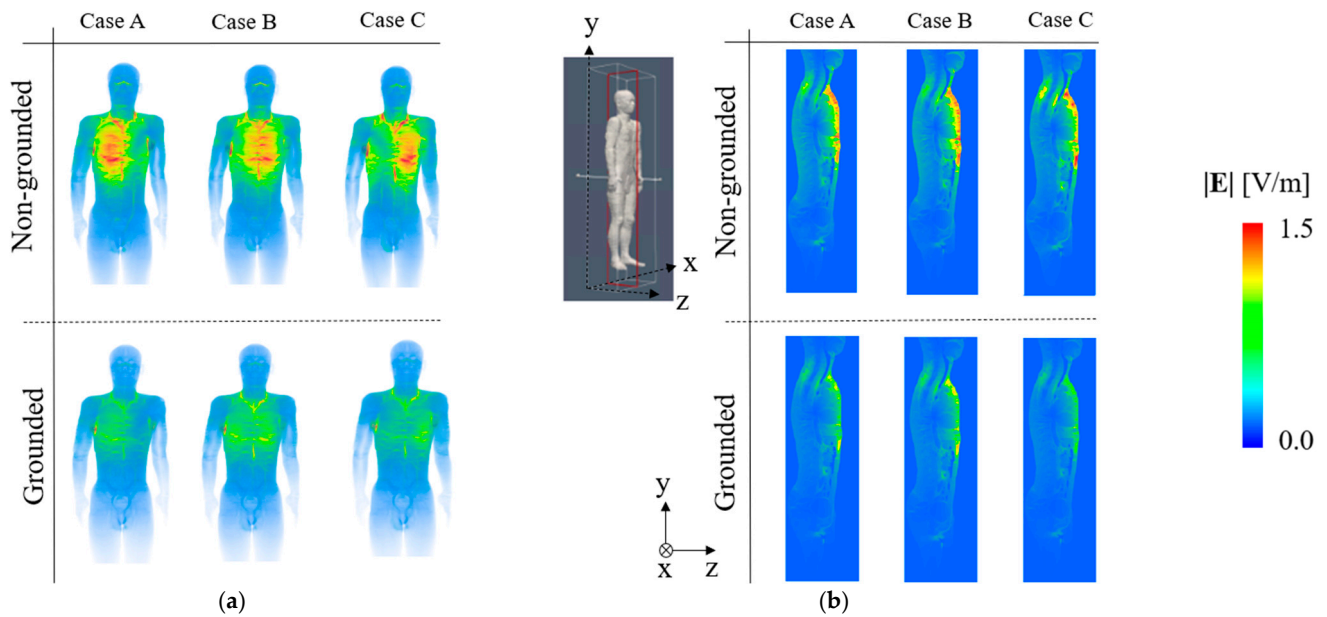 Case A Case B Case C
Non-grounded
Grounded
(a)
y
x
z
y
x
z
Case A Case B Case C
Non-grounded
Grounded
(b)
|E| [V/m]
1.5
0.0